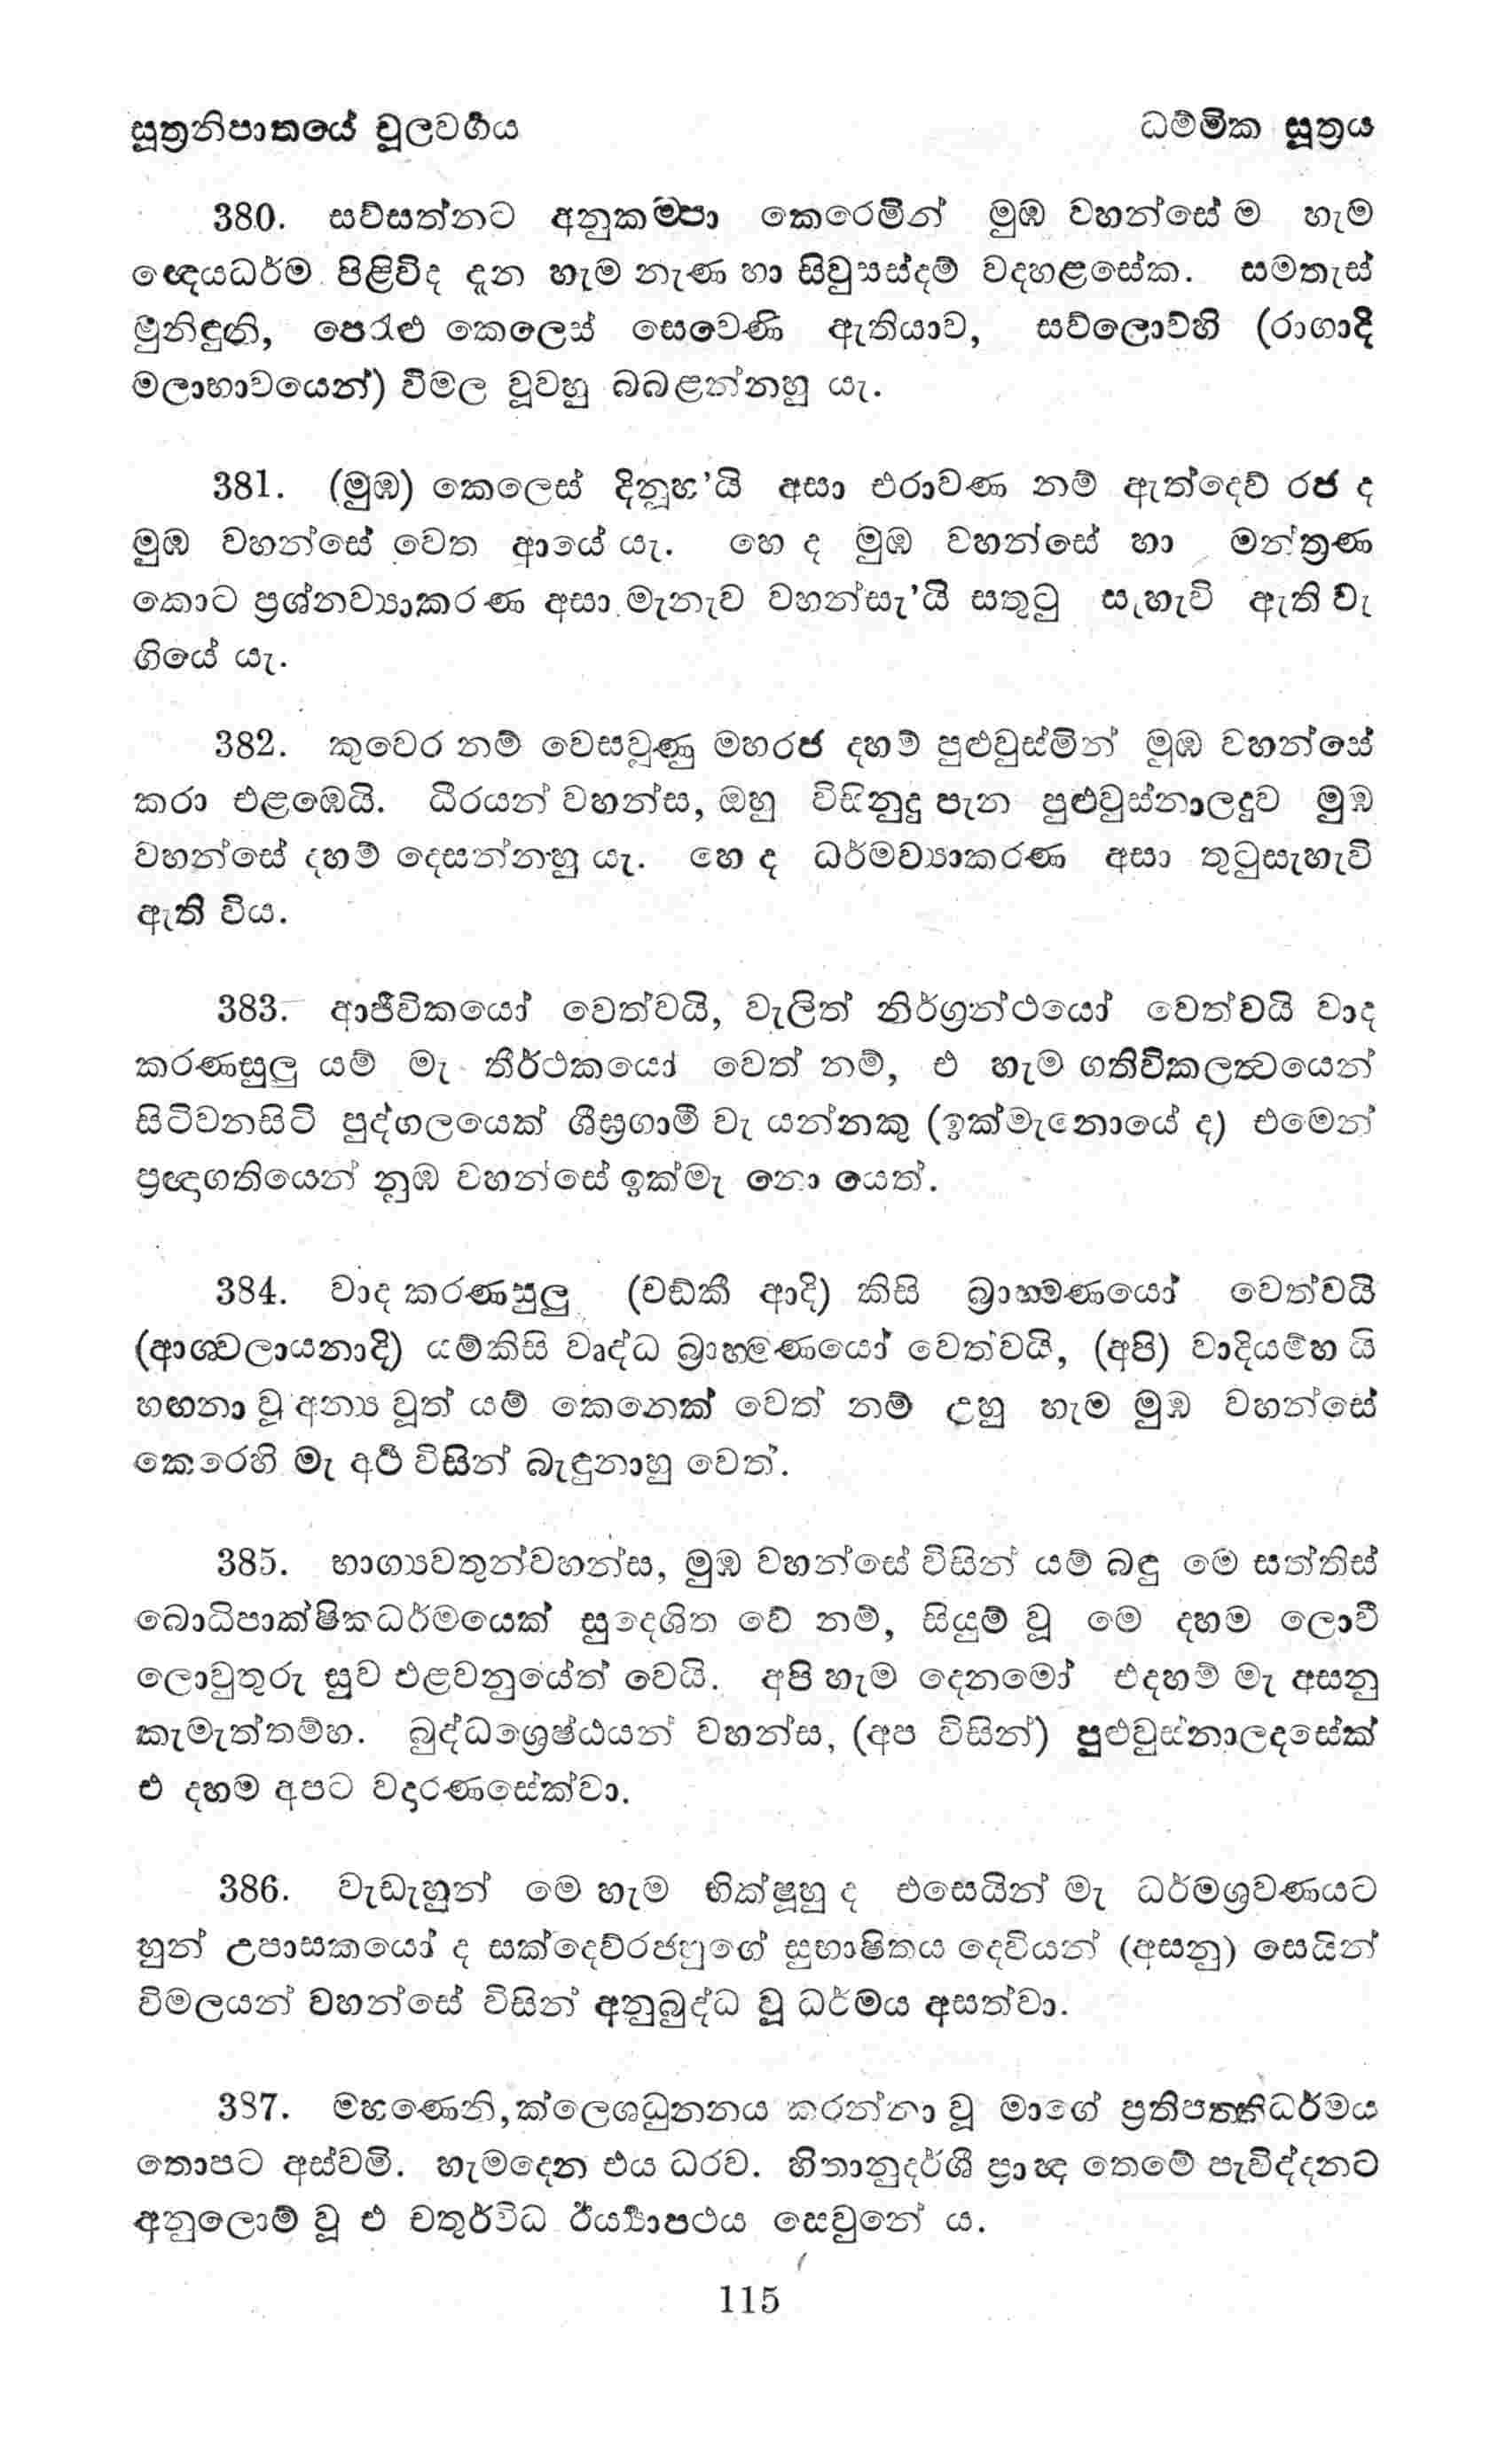 සූත්‍රනිපාතයේ චූලවර්‍ගය ධම්මික සූත්‍රය
380. සව්සත්නට අනුකම්පා කෙරෙමින් මුඹ වහන්සේ ම හැම
ඥෙයධර්ම පිළිවිද දැන හැම නැණ හා සිවුසස්දම් වදහළසේක. සමතැස්
මුනිඳුනි, පෙරැළු කෙලෙස් සෙවෙණි ඇතියාව, සව්ලොව්හි (රාගාදි
මලාභාවයෙන්) විමල වූවහු බබළන්නහු යැ.
381. (මුඹ) කෙලෙස් දිනූහ’යි අසා එරාවණ නම් ඇත්දෙව් රජ ද
මුඹ වහන්සේ වෙත ආයේ යැ. හෙ ද මුඹ වහන්සේ හා මන්ත්‍රණ
කොට ප්‍රශ්නව්‍යාකරණ අසා මැනැව වහන්සැ’යි සතුටු සැහැවි ඇති වැ
ගියේ යැ.
382. කුවෙර නම් වෙසවුණු මහරජ දහම් පුළුවුස්මින් මුඹ වහන්සේ
කරා එළඹෙයි. ධීරයන් වහන්ස, ඔහු විසිනුදු පැන පුළුවුස්නාලදුව මුඹ
වහන්සේ දහම් දෙසන්නහු යැ. හෙ ද ධර්මව්‍යාකරණ අසා තුටුසැහැවි
ඇති විය.
383. ආජීවිකයෝ වෙත්වයි, වැලිත් නිර්ග්‍රන්ථයෝ වෙත්වයි වාද
කරණසුලු යම් මැ තීර්ථකයෝ වෙත් නම්, එ හැම ගතිවිකලත්‍වයෙන්
සිටිවනසිටි පුද්ගලයෙක් ශීඝ්‍රගාමී වැ යන්නකු (ඉක්මැනොයේ ද) එමෙන්
ප්‍රඥාගතියෙන් නුඹ වහන්සේ ඉක්මැ නො යෙත්.
384. වාද කරණසුලු (චඞ්කී ආදි) කිසි බ්‍රාහ්මණයෝ වෙත්වයි
(ආශ්වලායනාදි) යම්කිසි වෘද්ධ බ්‍රාහ්මණයෝ වෙත්වයි, (අපි) වාදියම්හ යි
හඟනා වූ අන්‍ය වූත් යම් කෙනෙක් වෙත් නම් උහු හැම මුඹ වහන්සේ
කෙරෙහි මැ අර්‍ථ විසින් බැඳුනාහු වෙත්.
385. භාග්‍යවතුන්වහන්ස, මුඹ වහන්සේ විසින් යම් බඳු මෙ සත්තිස්
බොධිපාක්ෂිකධර්මයෙක් සුදෙශිත වේ නම්, සියුම් වූ මෙ දහම ලොවී
ලොවුතුරු සුව එළවනුයේත් වෙයි. අපි හැම දෙනමෝ එදහම් මැ අසනු
කැමැත්තම්හ. බුද්ධශ්‍රෙෂ්ඨයන් වහන්ස, (අප විසින්) පුළුවුස්නාලදසේක්
එ දහම අපට වදාරණසේක්වා.
386. වැඩැහුන් මෙ හැම භික්ෂූහු ද එසෙයින් මැ ධර්මශ්‍රවණයට
හුන් උපාසකයෝ ද සක්දෙව්රජහුගේ සුභාෂිතය දෙවියන් (අසනු) සෙයින්
විමලයන් වහන්සේ විසින් අනුබුද්ධ වූ ධර්මය අසත්වා.
387. මහණෙනි, ක්ලෙශධුනනය කරන්නා වූ මාගේ ප්‍රතිපත්තිධර්මය
තොපට අස්වමි. හැමදෙන එය ධරව. හිතානුදර්ශී ප්‍රාඥ තෙමේ පැවිද්දනට
අනුලොම් වූ එ චතුර්විධ ඊර්‍ය්‍යාපථය සෙවුනේ ය.
115